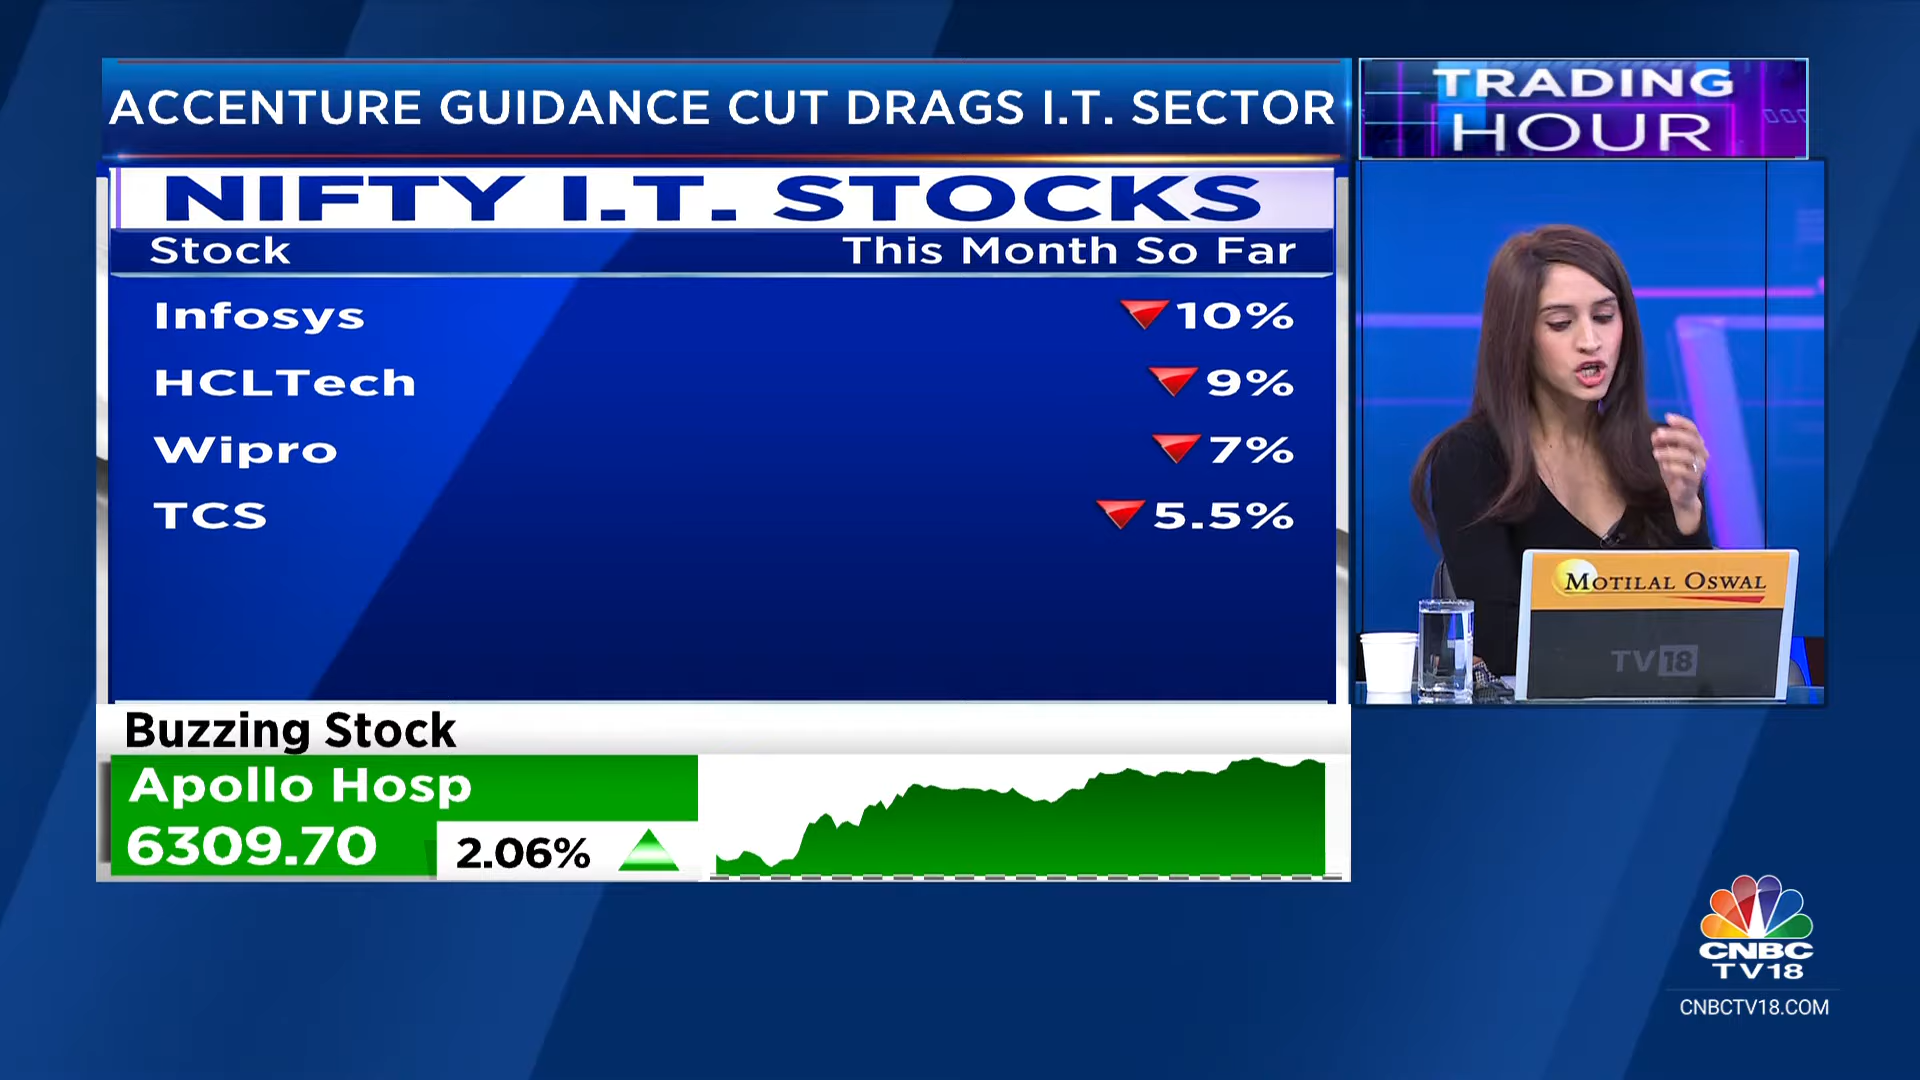 ACCENTURE GUIDANCE CUT DRAGS I.T. SECTOR
TRADING
HOUR
NIFTY I.T. STOCKS
Stock This Month So Far
Infosys 10%
HCLTech 9%
Wipro 7%
TCS 5.5%
MOTILAL OSWAL
TV18
Buzzing Stock
Apollo Hosp
6309.70 2.06%
CNBC
TV18
CNBCTV18.COM